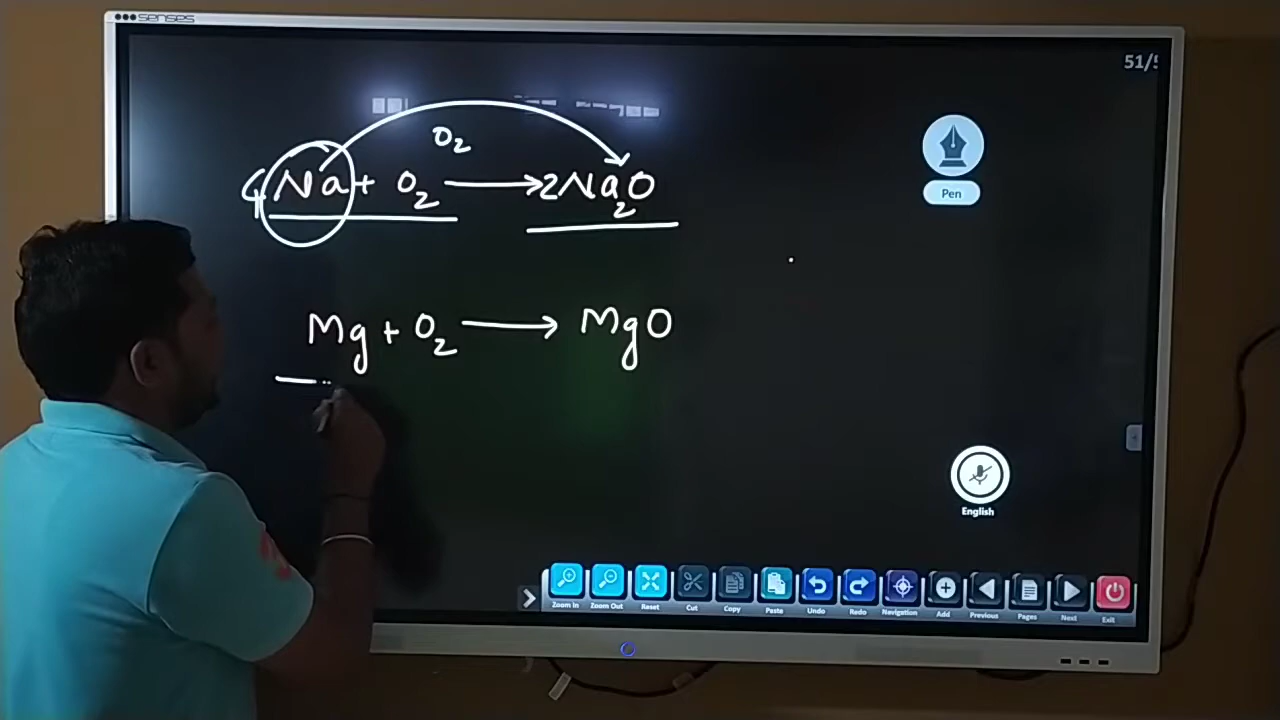 senses
51/5
O₂
4Na + O₂ → 2Na₂O
Pen
Mg + O₂ → MgO
English
Zoom In Zoom Out Reset Cut Copy Paste Undo Redo Navigation Add Previous Pages Next Exit